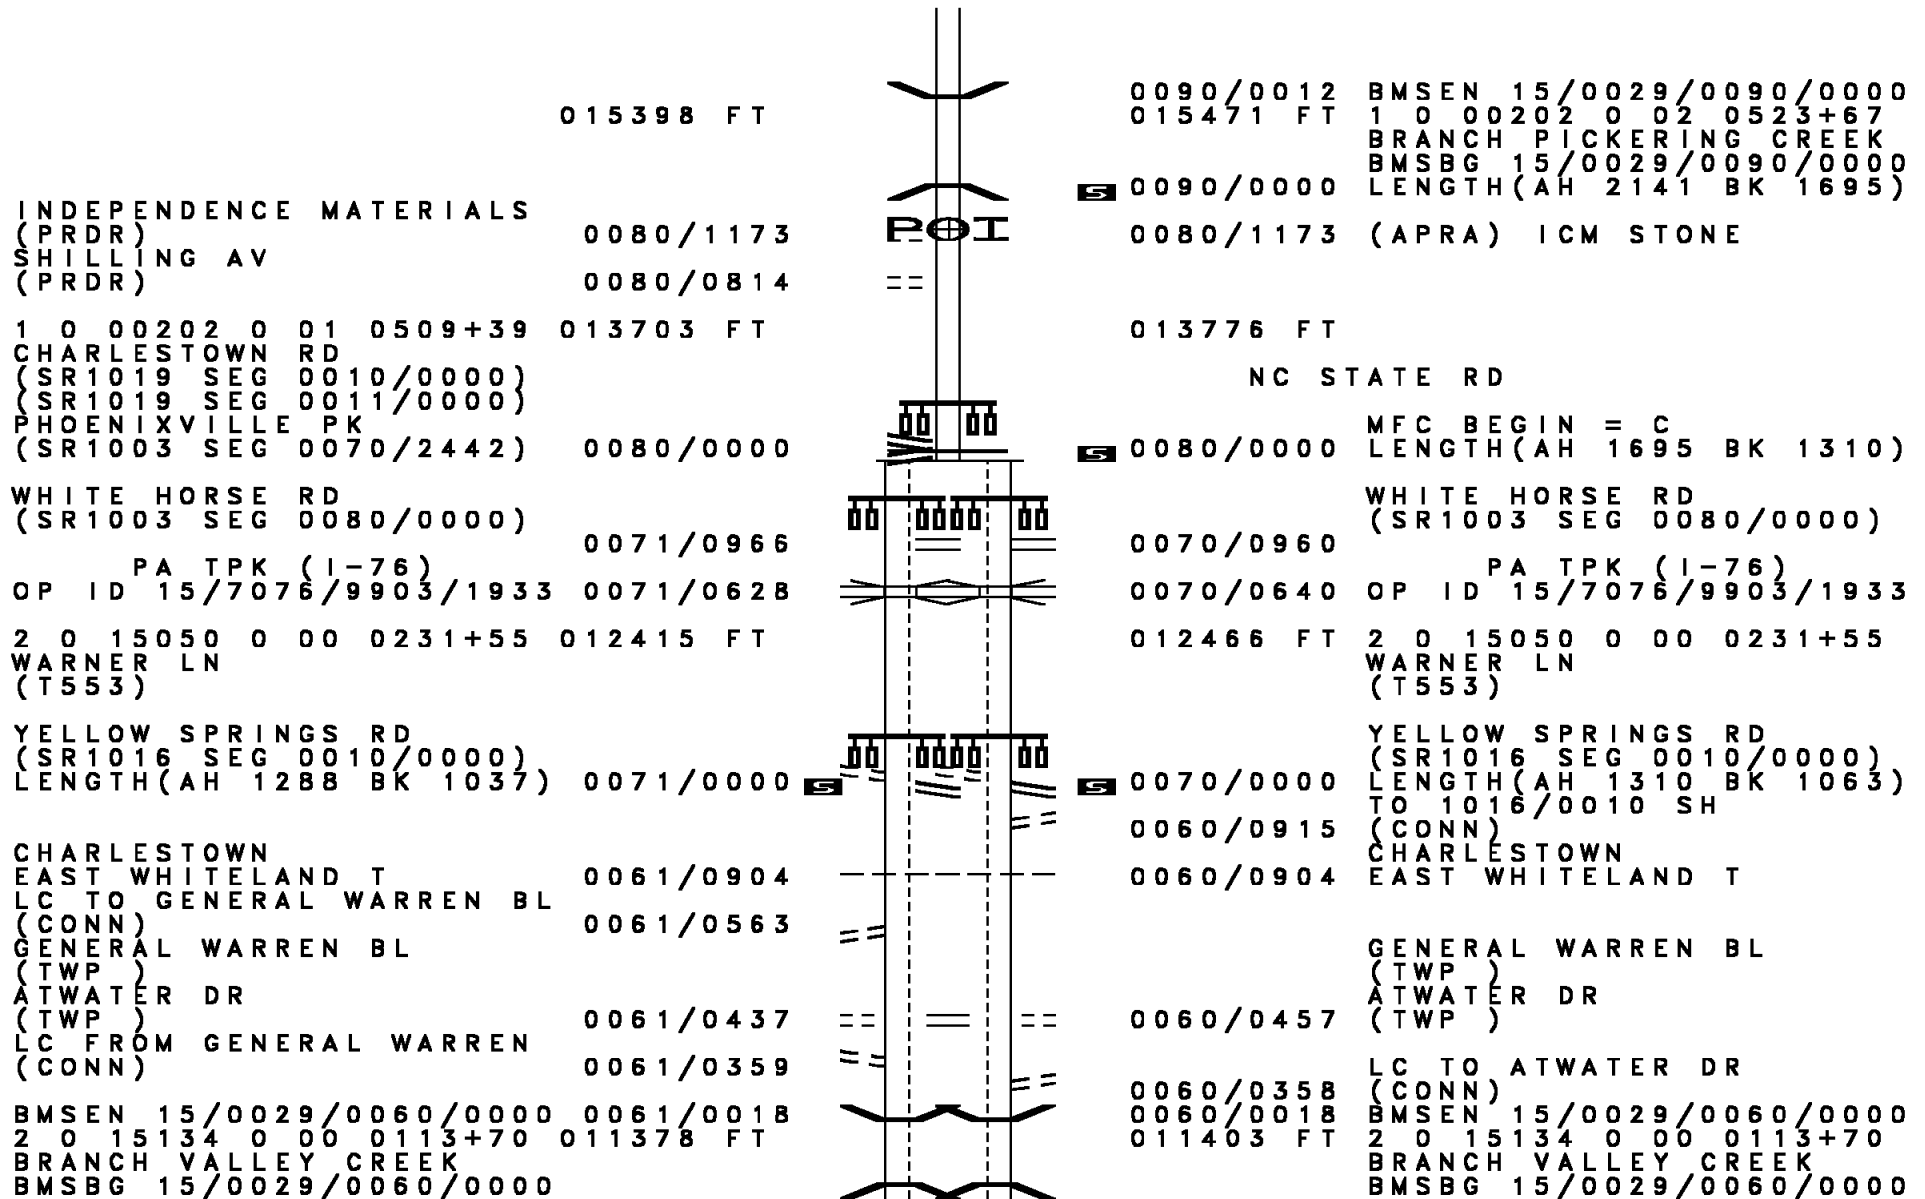 0090/0012 BMSEN 15/0029/0090/0000
015398 FT 015471 FT 1 0 00202 0 02 0523+67
BRANCH PICKERING CREEK
BMSBG 15/0029/0090/0000
S 0090/0000 LENGTH(AH 2141 BK 1695)
INDEPENDENCE MATERIALS
(PRDR) 0080/1173 POI 0080/1173 (APRA) ICM STONE
SHILLING AV
(PRDR) 0080/0814
1 0 00202 0 01 0509+39 013703 FT 013776 FT
CHARLESTOWN RD
(SR1019 SEG 0010/0000) NC STATE RD
(SR1019 SEG 0011/0000)
PHOENIXVILLE PK MFC BEGIN = C
(SR1003 SEG 0070/2442) 0080/0000 S 0080/0000 LENGTH(AH 1695 BK 1310)
WHITE HORSE RD WHITE HORSE RD
(SR1003 SEG 0080/0000) (SR1003 SEG 0080/0000)
0071/0966 0070/0960
PA TPK (I-76) PA TPK (I-76)
OP ID 15/7076/9903/1933 0071/0628 0070/0640 OP ID 15/7076/9903/1933
2 0 15050 0 00 0231+55 012415 FT 012466 FT 2 0 15050 0 00 0231+55
WARNER LN WARNER LN
(T553) (T553)
YELLOW SPRINGS RD YELLOW SPRINGS RD
(SR1016 SEG 0010/0000) (SR1016 SEG 0010/0000)
LENGTH(AH 1288 BK 1037) 0071/0000 S S 0070/0000 LENGTH(AH 1310 BK 1063)
TO 1016/0010 SH
0060/0915 (CONN)
CHARLESTOWN CHARLESTOWN
EAST WHITELAND T 0061/0904 0060/0904 EAST WHITELAND T
LC TO GENERAL WARREN BL
(CONN) 0061/0563
GENERAL WARREN BL GENERAL WARREN BL
(TWP ) (TWP )
ATWATER DR ATWATER DR
(TWP ) 0061/0437 0060/0457 (TWP )
LC FROM GENERAL WARREN
(CONN) 0061/0359 LC TO ATWATER DR
0060/0358 (CONN)
BMSEN 15/0029/0060/0000 0061/0018 0060/0018 BMSEN 15/0029/0060/0000
2 0 15134 0 00 0113+70 011378 FT 011403 FT 2 0 15134 0 00 0113+70
BRANCH VALLEY CREEK BRANCH VALLEY CREEK
BMSBG 15/0029/0060/0000 BMSBG 15/0029/0060/0000